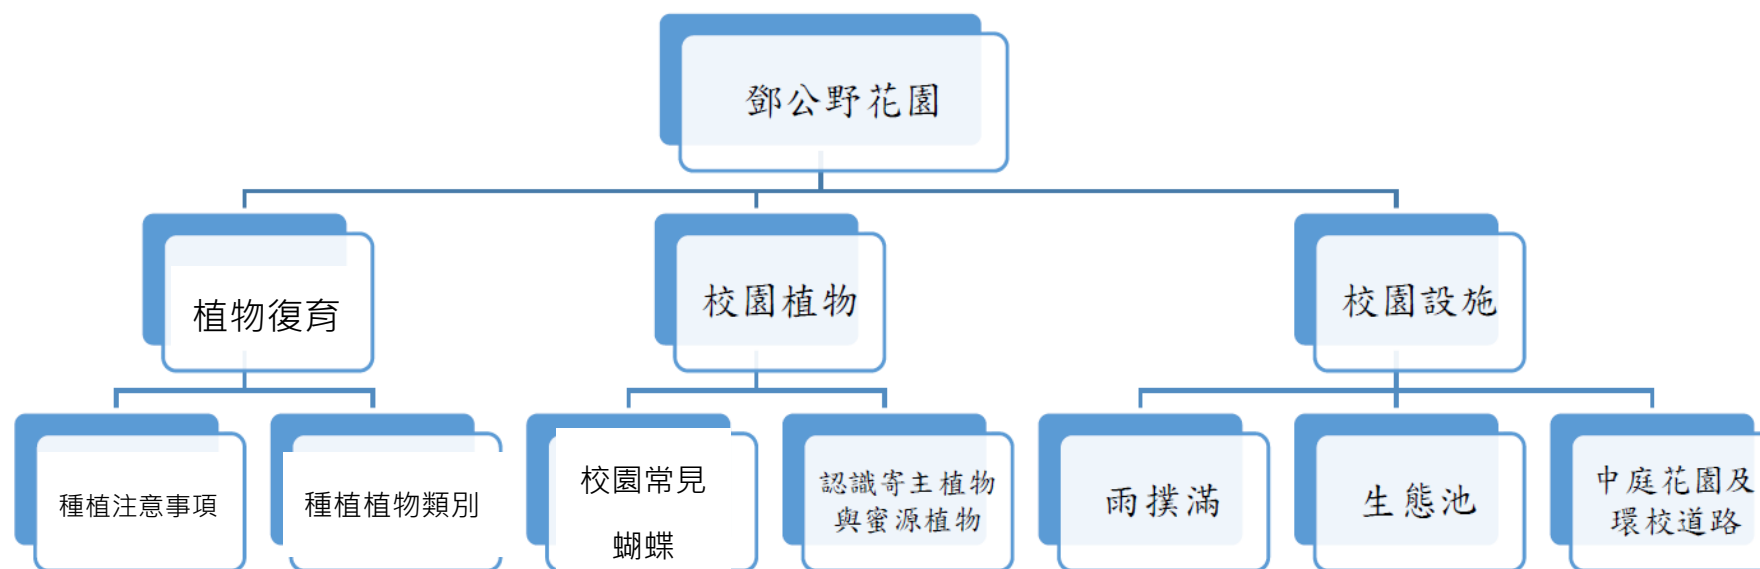 鄧公野花園
植物復育
校園植物
校園設施
種植注意事項
種植植物類別
校園常見
蝴蝶
認識寄主植物
與蜜源植物
雨撲滿
生態池
中庭花園及
環校道路